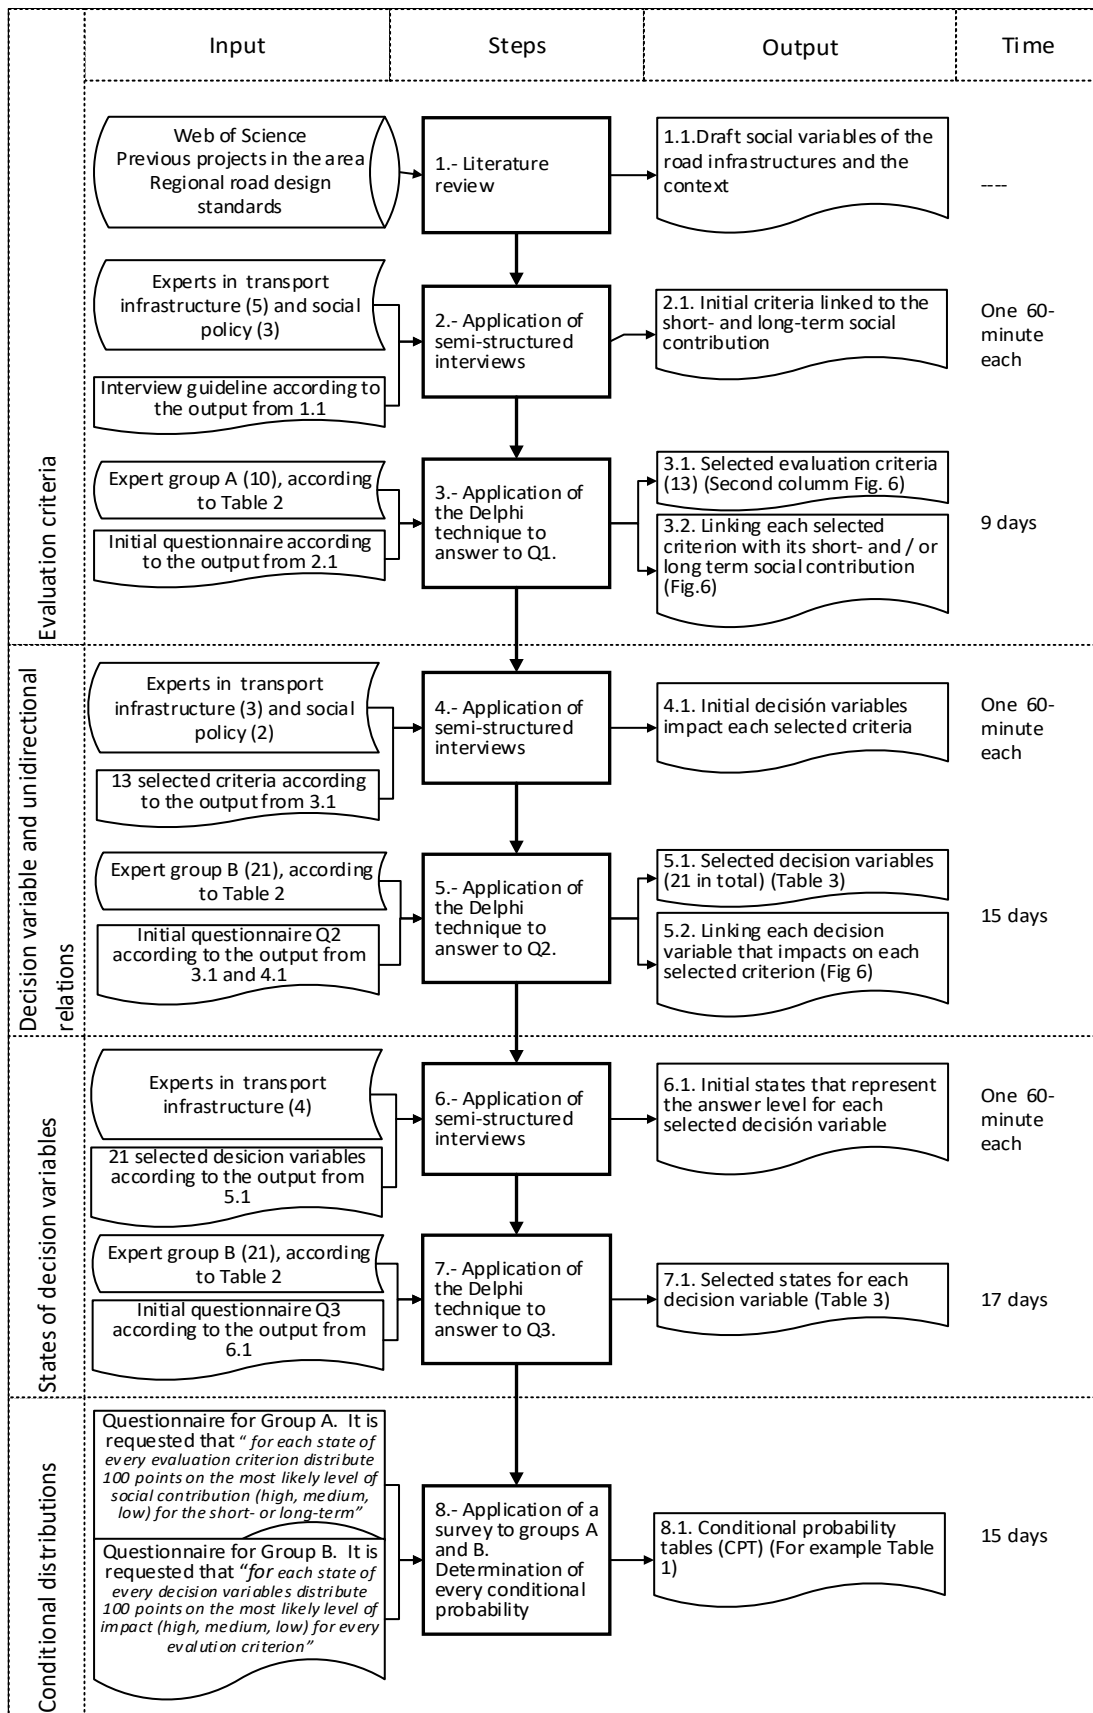 Input
Steps
Output
Time
Evaluation criteria
Web of Science
Previous projects in the area
Regional road design
standards
1.- Literature
review
1.1.Draft social variables of
the road infrastructures and the
context
----
Experts in transport
infrastructure (5) and social
policy (3)
Interview guideline according to
the output from 1.1
2.- Application of
semi-structured
interviews
2.1. Initial criteria linked to the
short- and long-term social
contribution
One 60-
minute
each
Expert group A (10), according
to Table 2
Initial questionnaire according
to the output from 2.1
3.- Application of
the Delphi
technique to
answer to Q1.
3.1. Selected evaluation criteria
(13) (Second columm Fig. 6)
3.2. Linking each selected
criterion with its short- and / or
long term social contribution
(Fig.6)
9 days
Decision variable and unidirectional
relations
Experts in transport
infrastructure (3) and social
policy (2)
13 selected criteria according
to the output from 3.1
4.- Application of
semi-structured
interviews
4.1. Initial decisión variables
impact each selected criteria
One 60-
minute
each
Expert group B (21), according
to Table 2
Initial questionnaire Q2
according to the output from
3.1 and 4.1
5.- Application of
the Delphi
technique to
answer to Q2.
5.1. Selected decision variables
(21 in total) (Table 3)
5.2. Linking each decision
variable that impacts on each
selected criterion (Fig 6)
15 days
States of decision variables
Experts in transport
infrastructure (4)
21 selected desicion variables
according to the output from
5.1
6.- Application of
semi-structured
interviews
6.1. Initial states that represent
the answer level for each
selected decisión variable
One 60-
minute
each
Expert group B (21), according
to Table 2
Initial questionnaire Q3
according to the output from
6.1
7.- Application of
the Delphi
technique to
answer to Q3.
7.1. Selected states for each
decision variable (Table 3)
17 days
Conditional distributions
Questionnaire for Group A. It is
requested that “ for each state of
every evaluation criterion distribute
100 points on the most likely level of
social contribution (high, medium,
low) for the short- or long-term”
Questionnaire for Group B. It is
requested that “for each state of
every decision variables distribute
100 points on the most likely level of
impact (high, medium, low) for every
evalution criterion”
8.- Application of a
survey to groups A
and B.
Determination of
every conditional
probability
8.1. Conditional probability
tables (CPT) (For example Table
1)
15 days